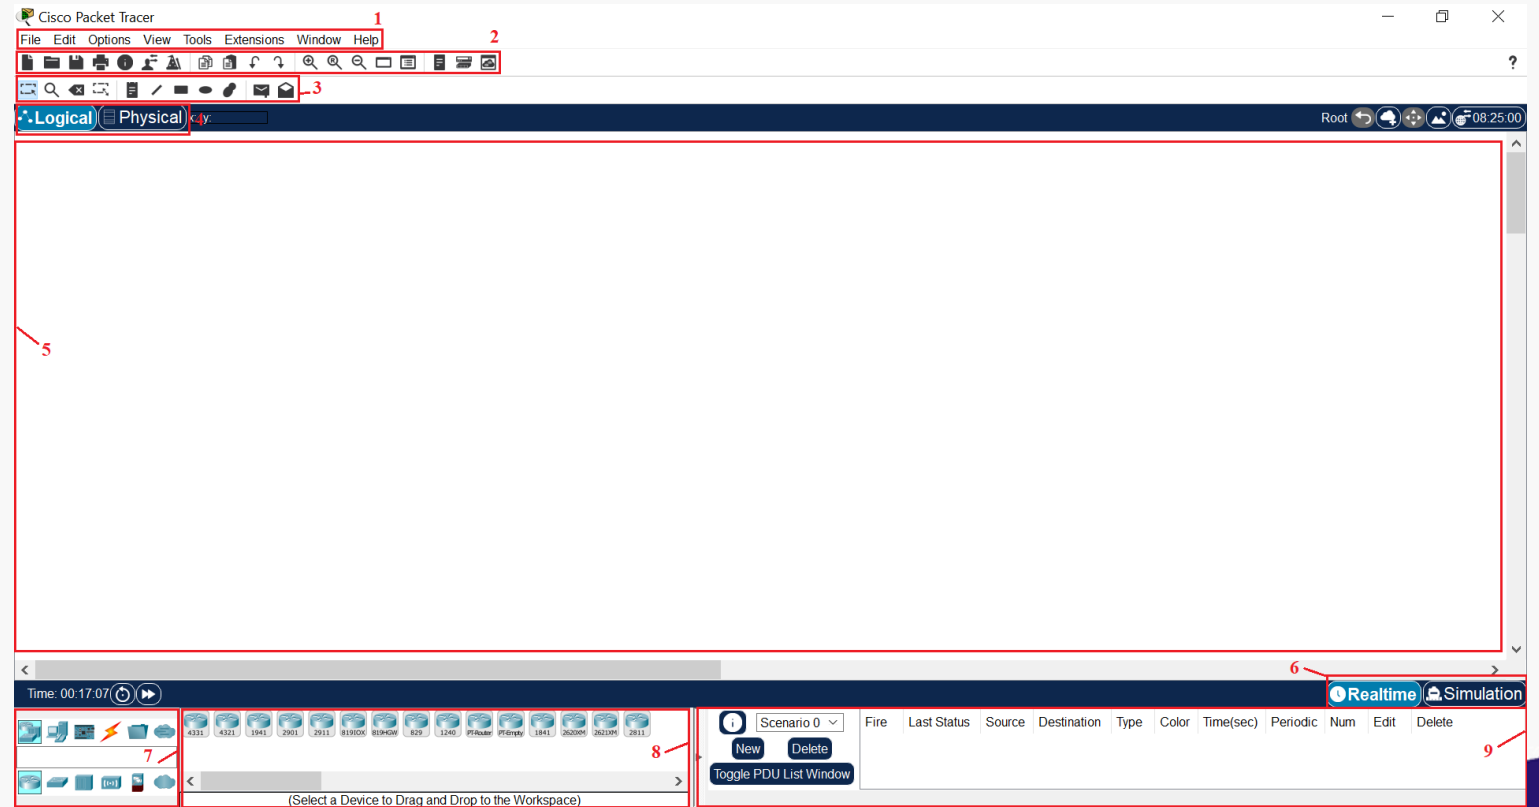 Cisco Packet Tracer
1
File Edit Options View Tools Extensions Window Help
2
?
3
Logical Physical x: y: 4
Root 08:25:00
5
6
Time: 00:17:07
Realtime Simulation
4331 4321 1941 2901 2911 819IOX 819HGW 829 1240 PT-Router PT-Empty 1841 2620XM 2621XM 2811
7
8
(Select a Device to Drag and Drop to the Workspace)
i Scenario 0 Fire Last Status Source Destination Type Color Time(sec) Periodic Num Edit Delete
New Delete
9
Toggle PDU List Window